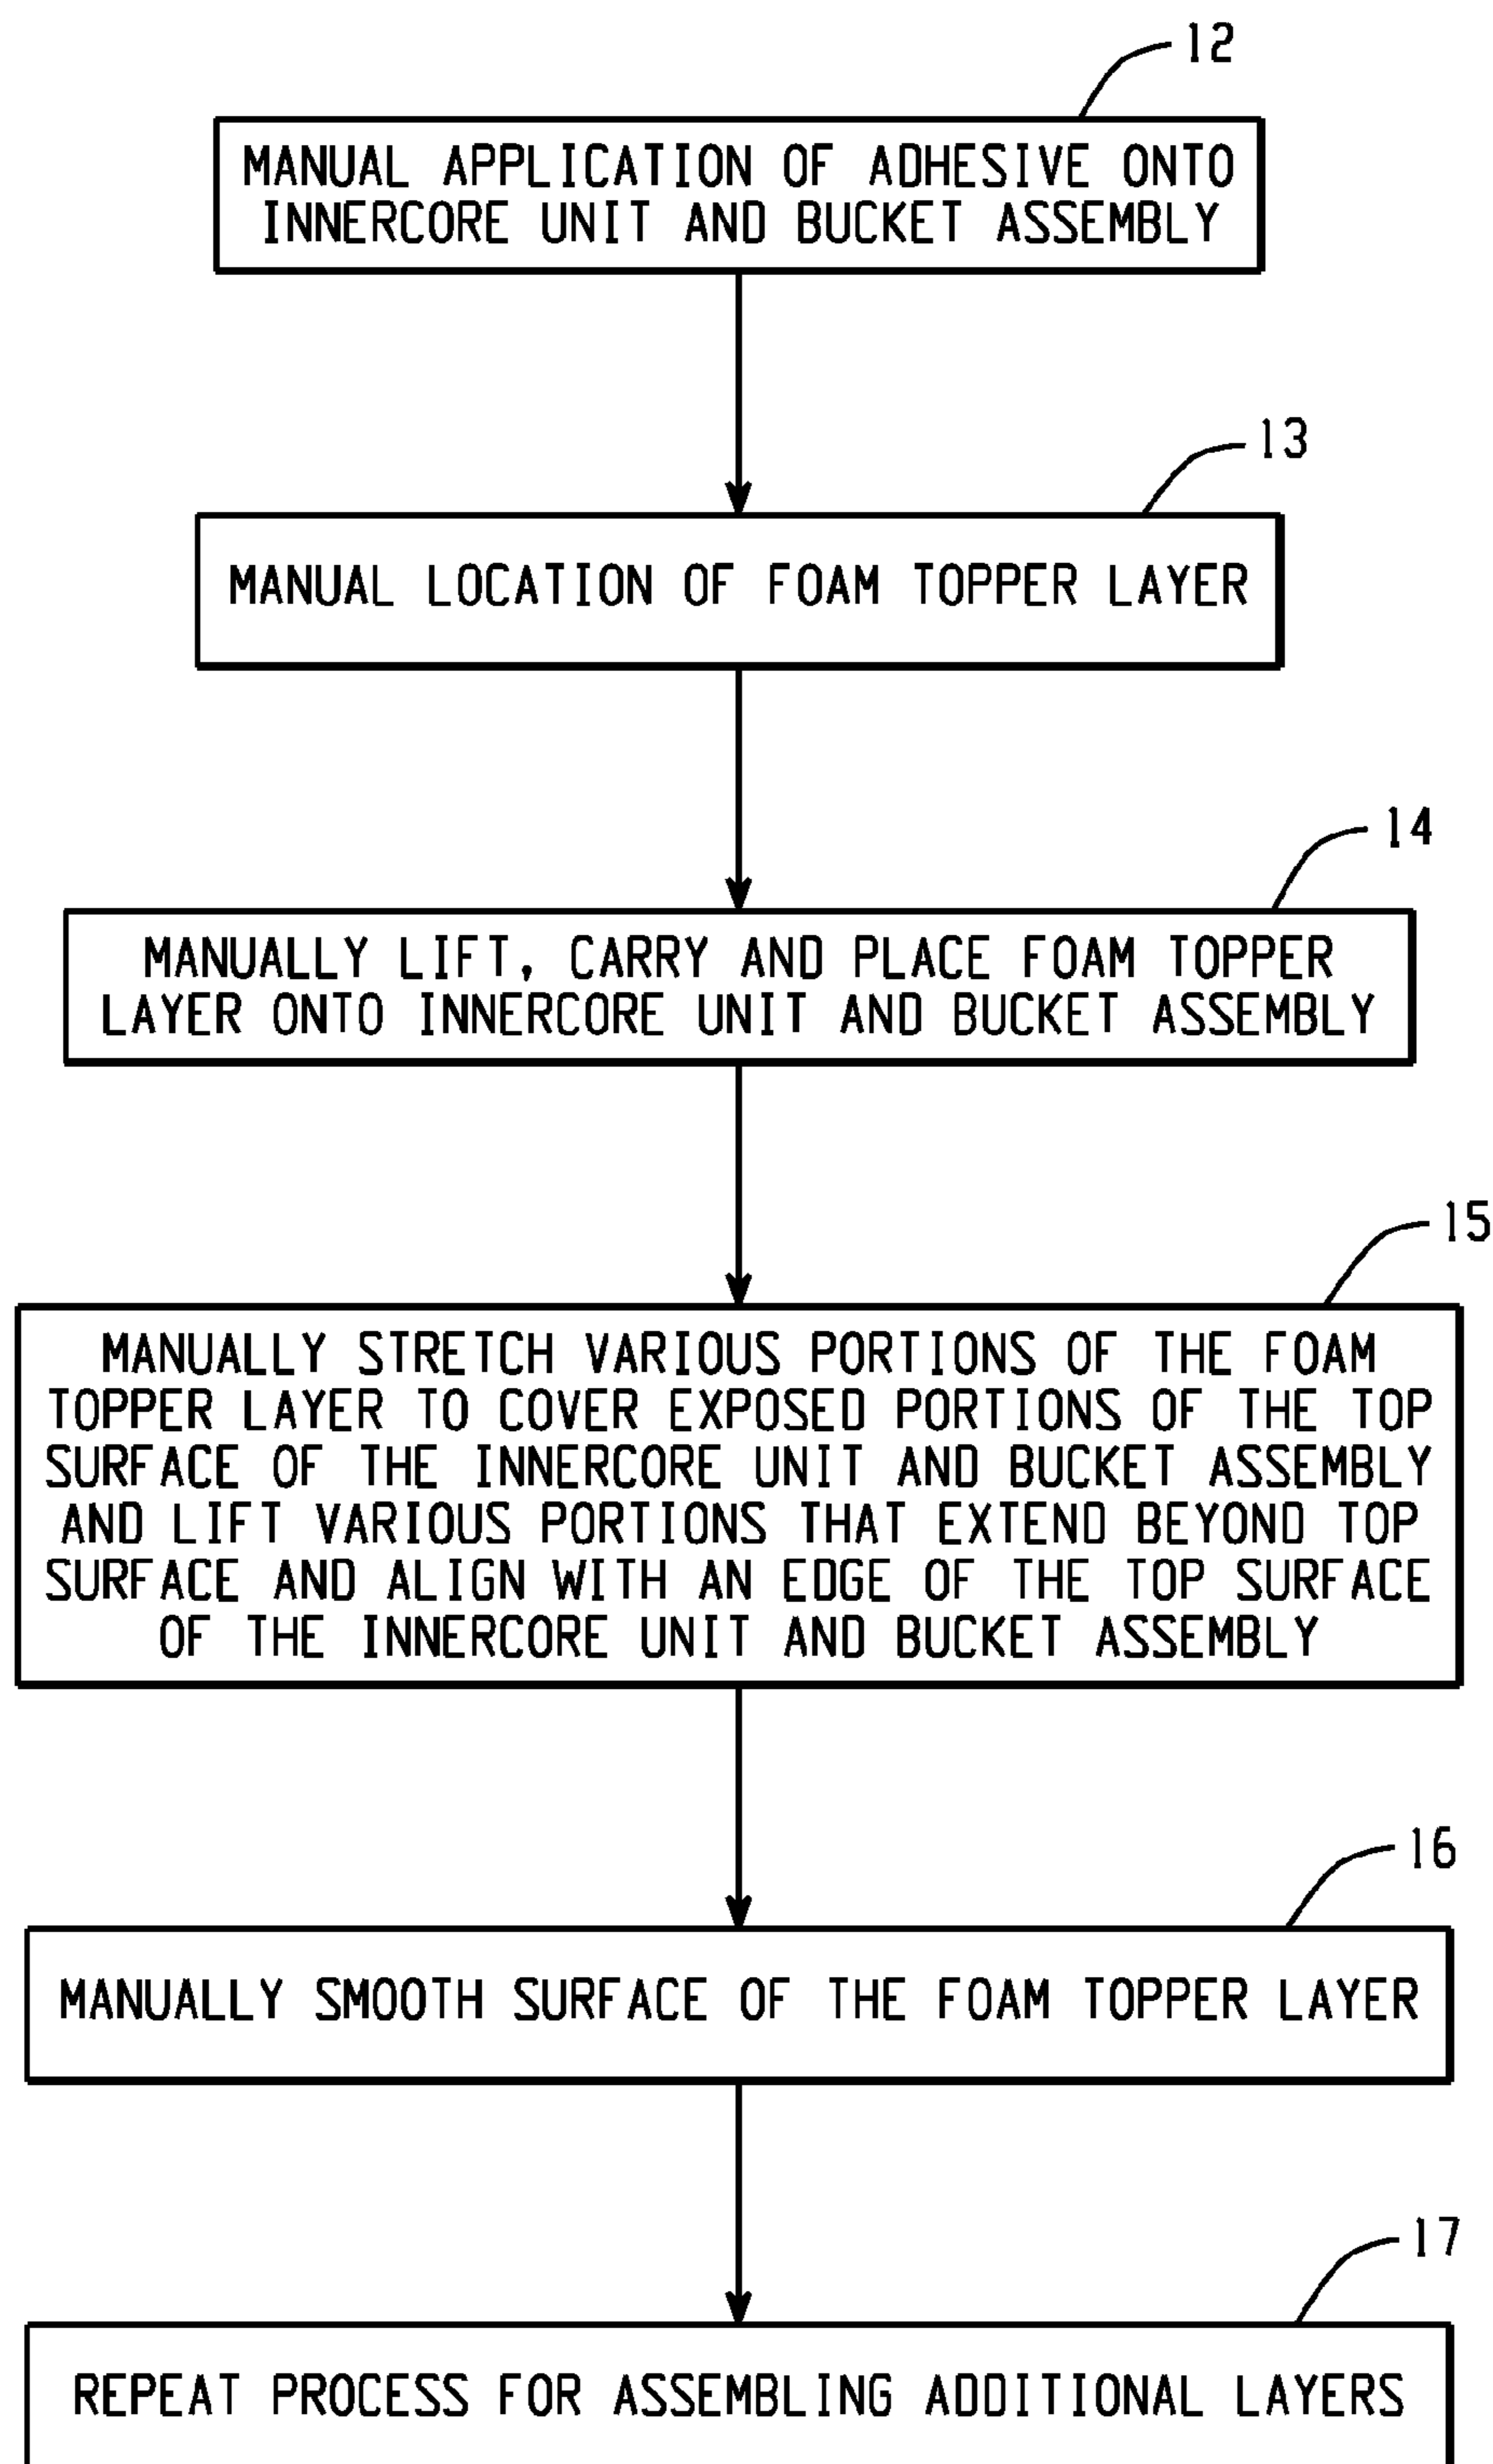 12
MANUAL APPLICATION OF ADHESIVE ONTO
INNERCORE UNIT AND BUCKET ASSEMBLY
13
MANUAL LOCATION OF FOAM TOPPER LAYER
14
MANUALLY LIFT, CARRY AND PLACE FOAM TOPPER
LAYER ONTO INNERCORE UNIT AND BUCKET ASSEMBLY
15
MANUALLY STRETCH VARIOUS PORTIONS OF THE FOAM
TOPPER LAYER TO COVER EXPOSED PORTIONS OF THE TOP
SURFACE OF THE INNERCORE UNIT AND BUCKET ASSEMBLY
AND LIFT VARIOUS PORTIONS THAT EXTEND BEYOND TOP
SURFACE AND ALIGN WITH AN EDGE OF THE TOP SURFACE
OF THE INNERCORE UNIT AND BUCKET ASSEMBLY
16
MANUALLY SMOOTH SURFACE OF THE FOAM TOPPER LAYER
17
REPEAT PROCESS FOR ASSEMBLING ADDITIONAL LAYERS